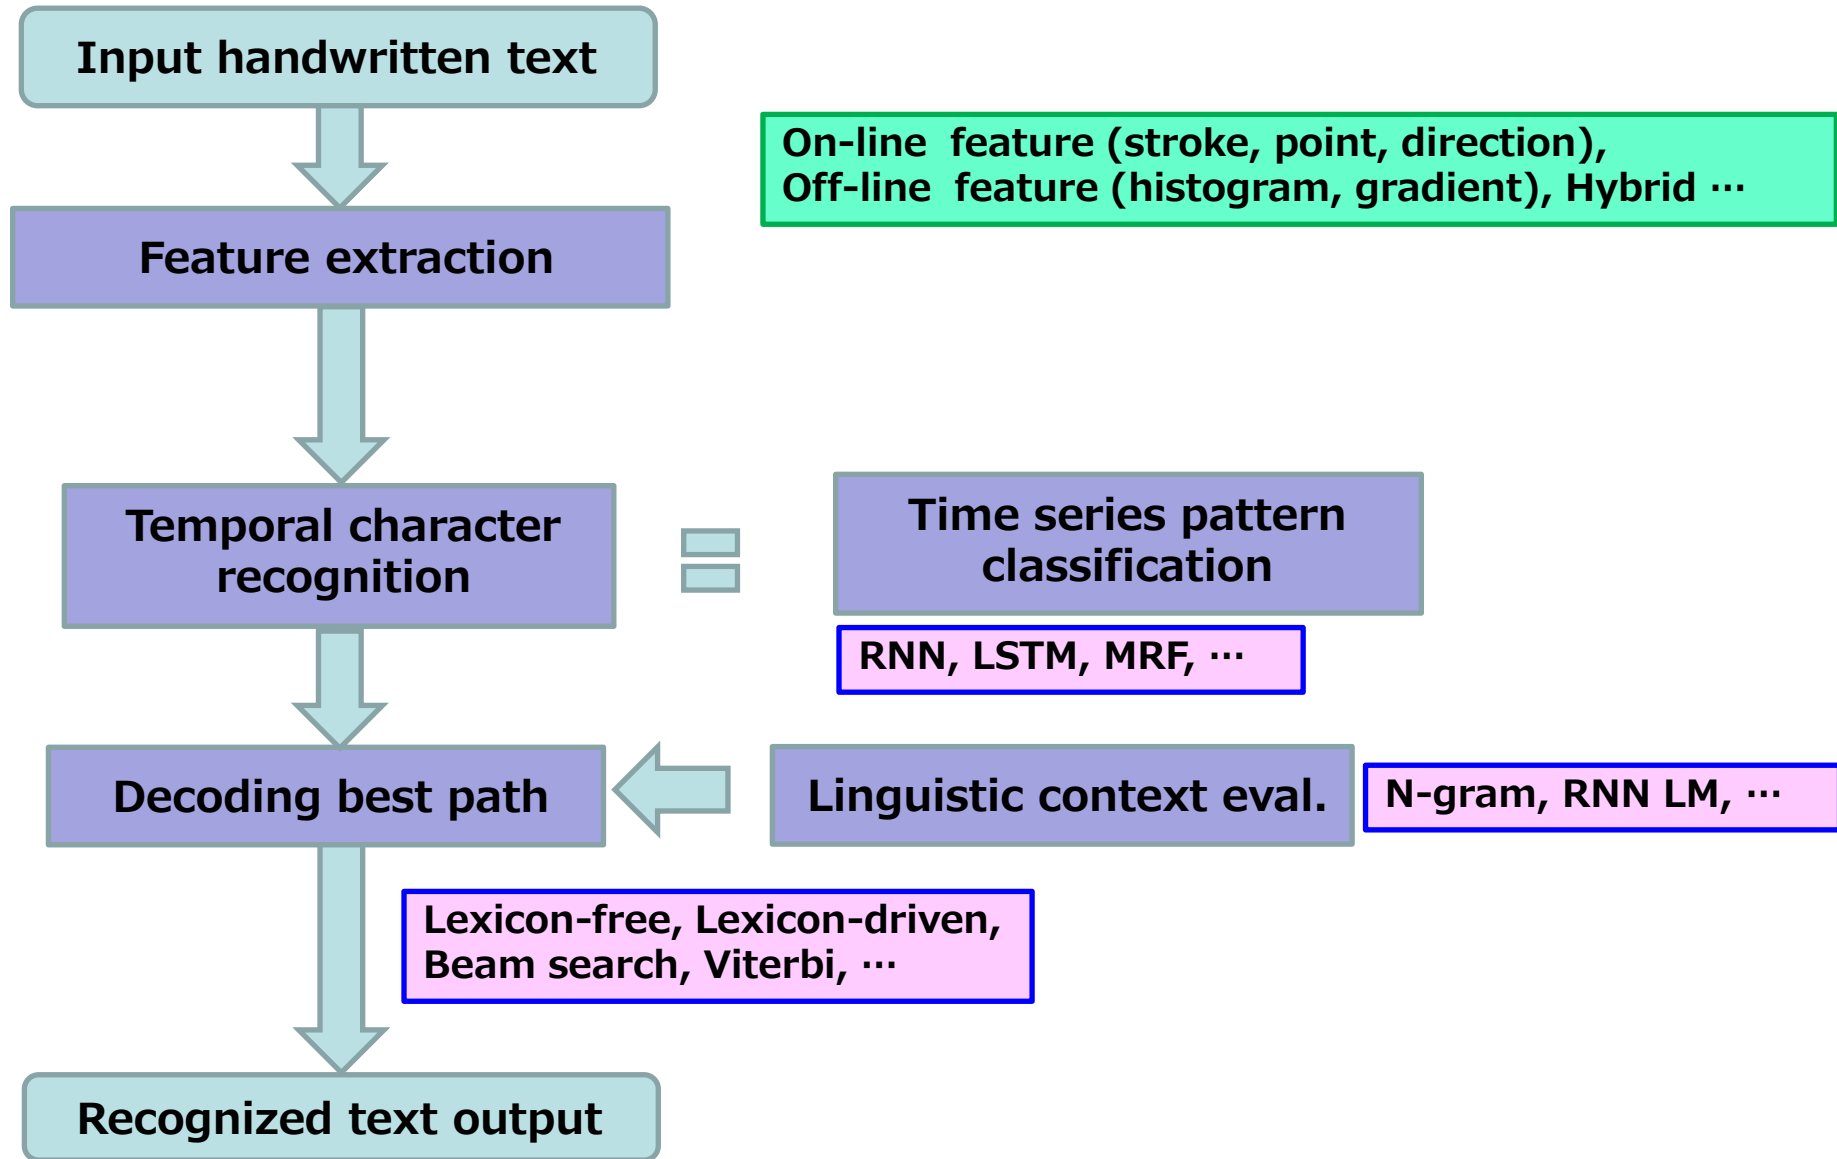 Input handwritten text
On-line feature (stroke, point, direction),
Off-line feature (histogram, gradient), Hybrid …
Feature extraction
Temporal character
recognition
Time series pattern
classification
RNN, LSTM, MRF, …
Decoding best path
Linguistic context eval.
N-gram, RNN LM, …
Lexicon-free, Lexicon-driven,
Beam search, Viterbi, …
Recognized text output